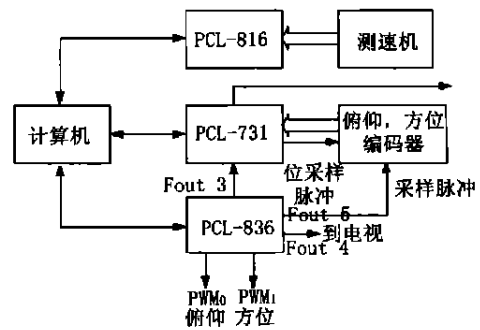 PCL-816
测速机
计算机
PCL-731
俯仰,方位
编码器
位采样
脉冲
Fout 3
采样脉冲
PCL-836
Fout 5
到电视
Fout 4
PWM₀
俯仰
PWM₁
方位